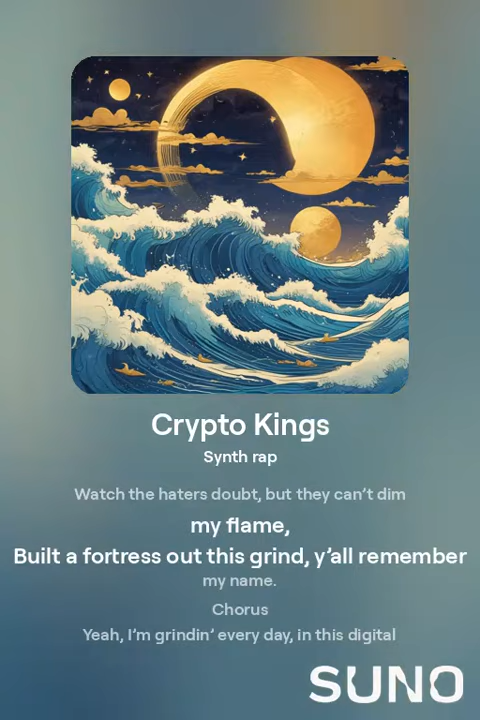 Crypto Kings
Synth rap
Watch the haters doubt, but they can’t dim
my flame,
Built a fortress out this grind, y’all remember
my name.
Chorus
Yeah, I’m grindin’ every day, in this digital
SUNO